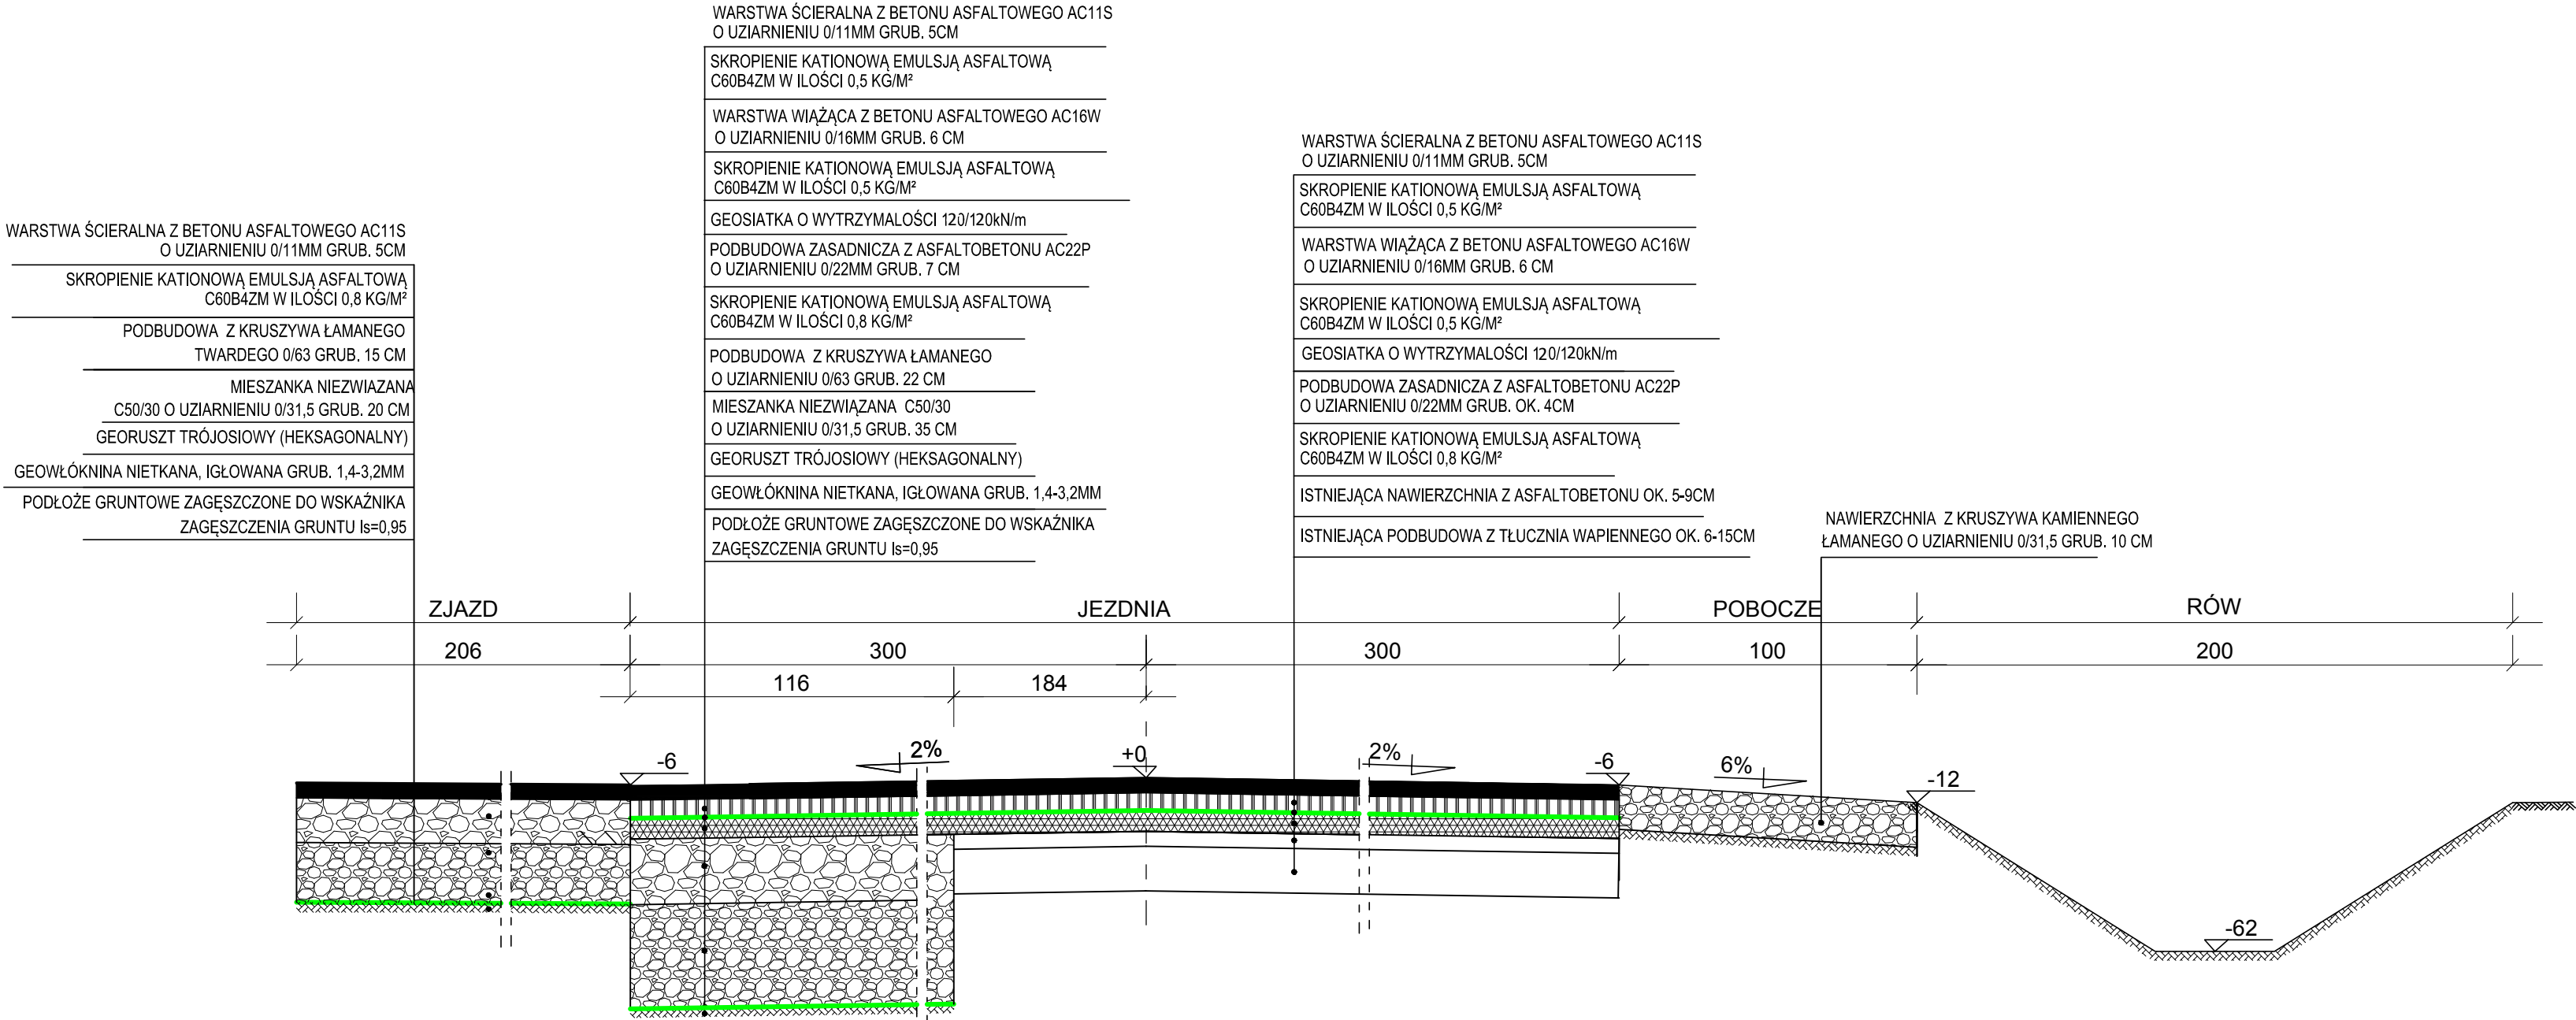 WARSTWA ŚCIERALNA Z BETONU ASFALTOWEGO AC11S
O UZIARNIENIU 0/11MM GRUB. 5CM
SKROPIENIE KATIONOWĄ EMULSJĄ ASFALTOWĄ
C60B4ZM W ILOŚCI 0,8 KG/M²
PODBUDOWA Z KRUSZYWA ŁAMANEGO
TWARDEGO 0/63 GRUB. 15 CM
MIESZANKA NIEZWIAZANA
C50/30 O UZIARNIENIU 0/31,5 GRUB. 20 CM
GEORUSZT TRÓJOSIOWY (HEKSAGONALNY)
GEOWŁÓKNINA NIETKANA, IGŁOWANA GRUB. 1,4-3,2MM
PODŁOŻE GRUNTOWE ZAGĘSZCZONE DO WSKAŹNIKA
ZAGĘSZCZENIA GRUNTU Is=0,95
WARSTWA ŚCIERALNA Z BETONU ASFALTOWEGO AC11S
O UZIARNIENIU 0/11MM GRUB. 5CM
SKROPIENIE KATIONOWĄ EMULSJĄ ASFALTOWĄ
C60B4ZM W ILOŚCI 0,5 KG/M²
WARSTWA WIĄŻĄCA Z BETONU ASFALTOWEGO AC16W
O UZIARNIENIU 0/16MM GRUB. 6 CM
SKROPIENIE KATIONOWĄ EMULSJĄ ASFALTOWĄ
C60B4ZM W ILOŚCI 0,5 KG/M²
GEOSIATKA O WYTRZYMALOŚCI 120/120kN/m
PODBUDOWA ZASADNICZA Z ASFALTOBETONU AC22P
O UZIARNIENIU 0/22MM GRUB. 7 CM
SKROPIENIE KATIONOWĄ EMULSJĄ ASFALTOWĄ
C60B4ZM W ILOŚCI 0,8 KG/M²
PODBUDOWA Z KRUSZYWA ŁAMANEGO
O UZIARNIENIU 0/63 GRUB. 22 CM
MIESZANKA NIEZWIĄZANA C50/30
O UZIARNIENIU 0/31,5 GRUB. 35 CM
GEORUSZT TRÓJOSIOWY (HEKSAGONALNY)
GEOWŁÓKNINA NIETKANA, IGŁOWANA GRUB. 1,4-3,2MM
PODŁOŻE GRUNTOWE ZAGĘSZCZONE DO WSKAŹNIKA
ZAGĘSZCZENIA GRUNTU Is=0,95
WARSTWA ŚCIERALNA Z BETONU ASFALTOWEGO AC11S
O UZIARNIENIU 0/11MM GRUB. 5CM
SKROPIENIE KATIONOWĄ EMULSJĄ ASFALTOWĄ
C60B4ZM W ILOŚCI 0,5 KG/M²
WARSTWA WIĄŻĄCA Z BETONU ASFALTOWEGO AC16W
O UZIARNIENIU 0/16MM GRUB. 6 CM
SKROPIENIE KATIONOWĄ EMULSJĄ ASFALTOWĄ
C60B4ZM W ILOŚCI 0,5 KG/M²
GEOSIATKA O WYTRZYMALOŚCI 120/120kN/m
PODBUDOWA ZASADNICZA Z ASFALTOBETONU AC22P
O UZIARNIENIU 0/22MM GRUB. OK. 4CM
SKROPIENIE KATIONOWĄ EMULSJĄ ASFALTOWĄ
C60B4ZM W ILOŚCI 0,8 KG/M²
ISTNIEJĄCA NAWIERZCHNIA Z ASFALTOBETONU OK. 5-9CM
ISTNIEJĄCA PODBUDOWA Z TŁUCZNIA WAPIENNEGO OK. 6-15CM
NAWIERZCHNIA Z KRUSZYWA KAMIENNEGO
ŁAMANEGO O UZIARNIENIU 0/31,5 GRUB. 10 CM
ZJAZD JEZDNIA POBOCZE RÓW
206 300 300 100 200
116 184
-6 2% +0 2% -6 6% -12
-62